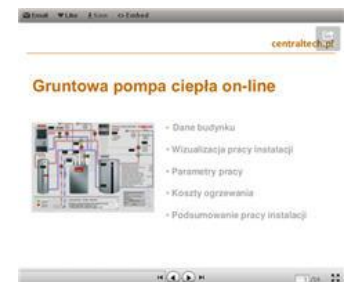 Email Like Save Embed
centraltech.pl
Gruntowa pompa ciepła on-line
- Dane budynku
- Wizualizacja pracy instalacji
- Parametry pracy
- Koszty ogrzewania
- Podsumowanie pracy instalacji